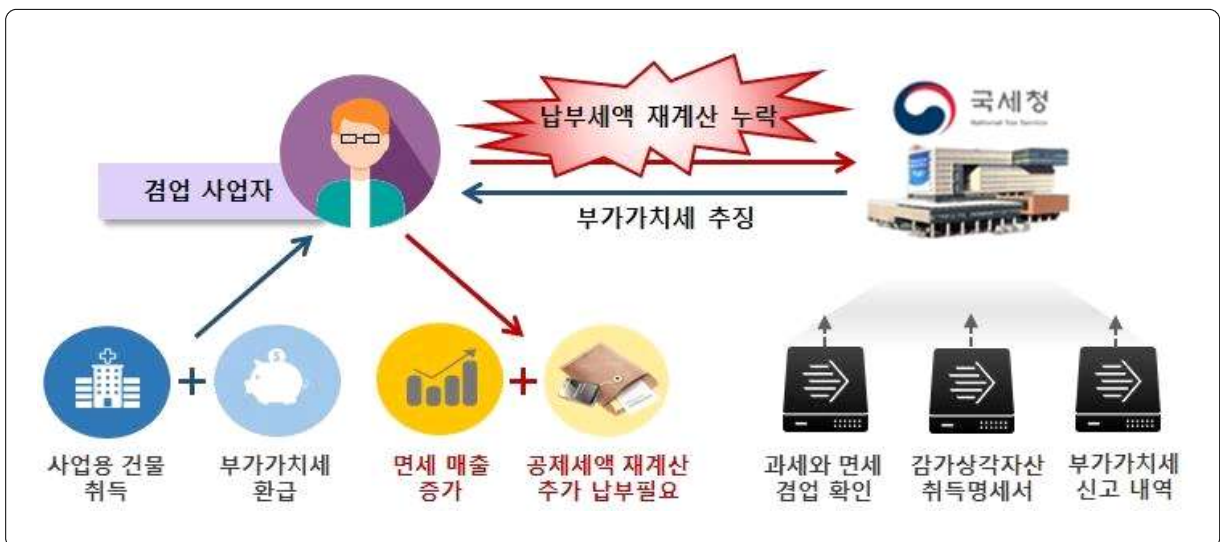 납부세액 재계산 누락
국세청
National Tax Service
겸업 사업자
부가가치세 추징
사업용 건물
취득
부가가치세
환급
면세 매출
증가
공제세액 재계산
추가 납부필요
과세와 면세
겸업 확인
감가상각자산
취득명세서
부가가치세
신고 내역